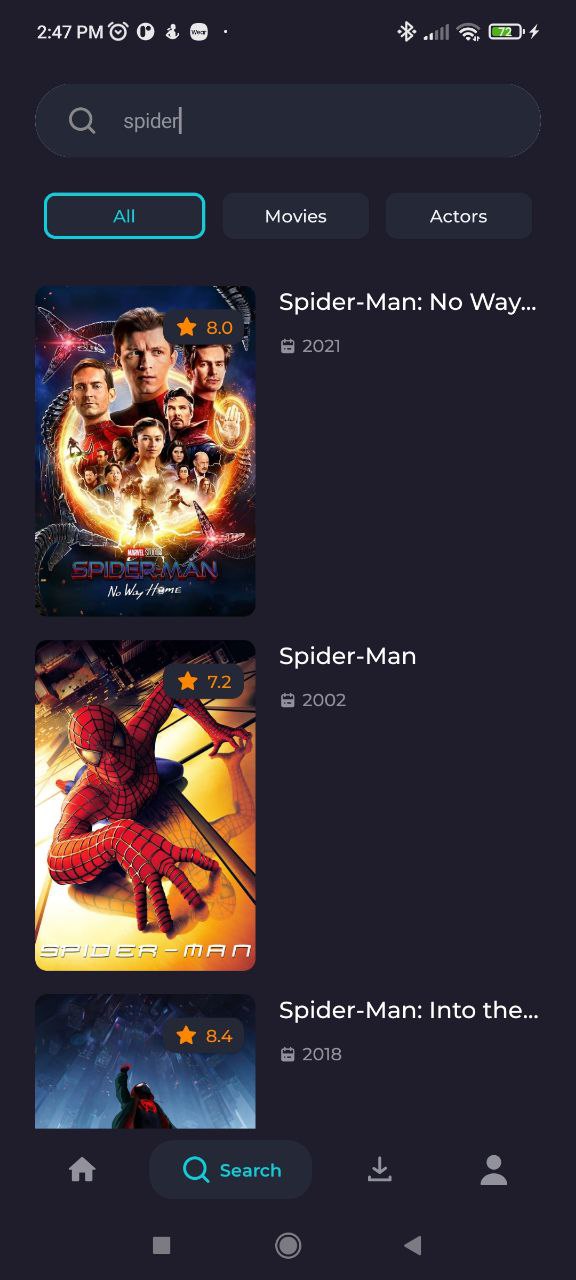 2:47 PM
Wear
72
spider
All Movies Actors
8.0
Spider-Man: No Way...
2021
MARVEL STUDIOS
SPIDER-MAN
No Way Home
7.2
Spider-Man
2002
SPIDER-MAN
8.4
Spider-Man: Into the...
2018
Search